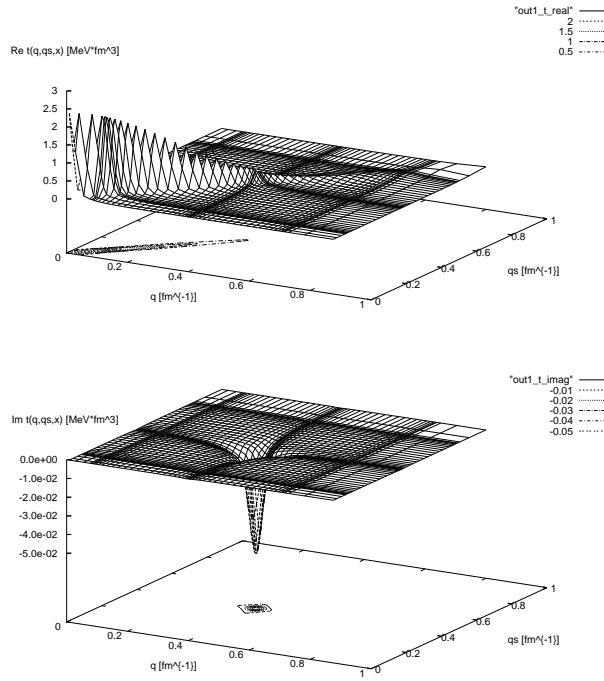 "out1_t_real"
2
1.5
1
0.5
Re t(q,qs,x) [MeV*fm^3]
3
2.5
2
1.5
1
0.5
0
0
0.2
0.4
0.6
0.8
1
q [fm^{-1}]
0
0.2
0.4
0.6
0.8
1
qs [fm^{-1}]
"out1_t_imag"
-0.01
-0.02
-0.03
-0.04
-0.05
Im t(q,qs,x) [MeV*fm^3]
0.0e+00
-1.0e-02
-2.0e-02
-3.0e-02
-4.0e-02
-5.0e-02
0
0.2
0.4
0.6
0.8
1
q [fm^{-1}]
0
0.2
0.4
0.6
0.8
1
qs [fm^{-1}]